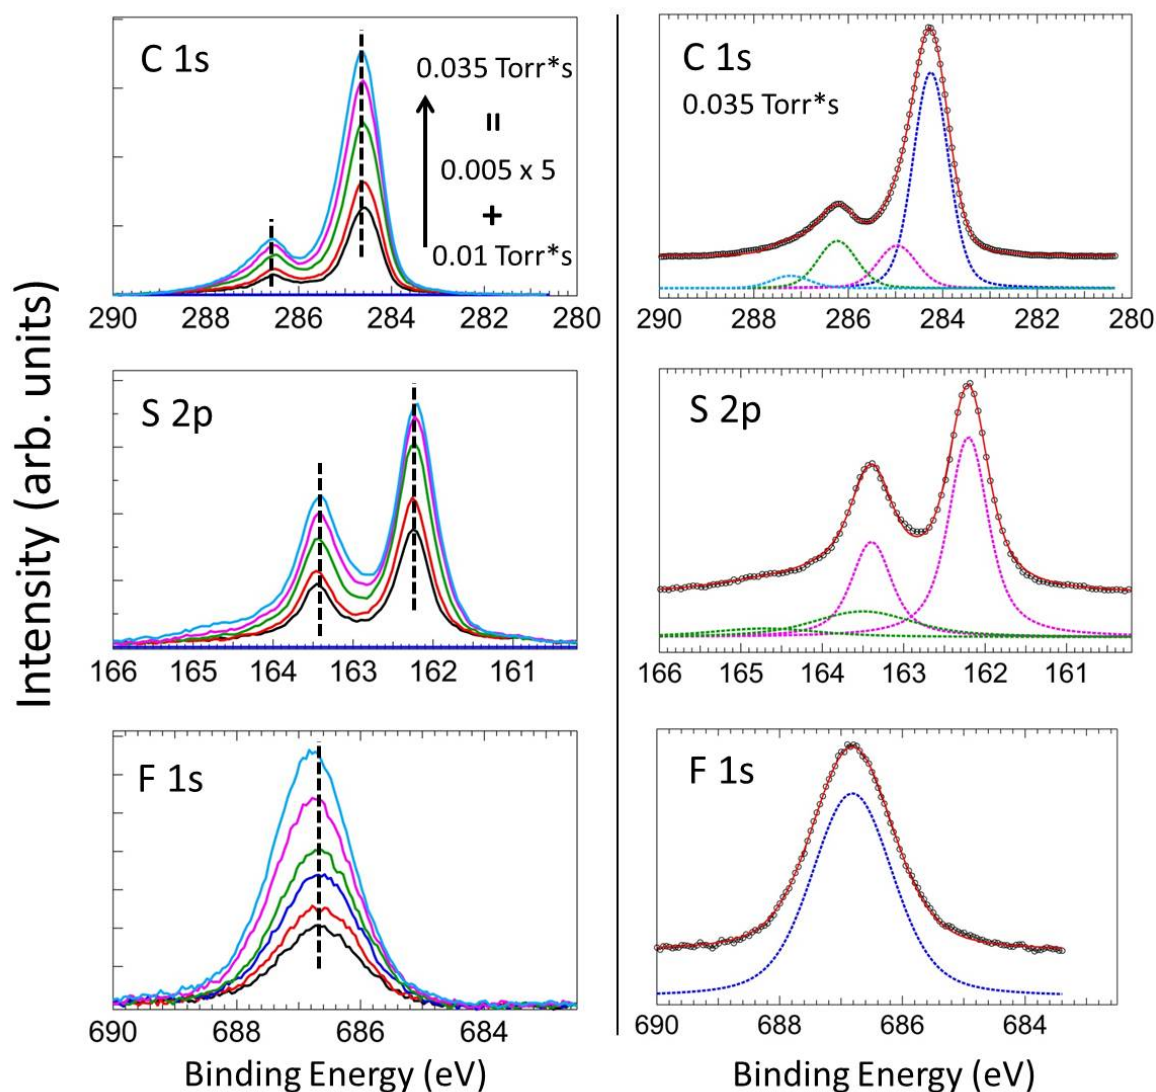 Intensity (arb. units)
C 1s
0.035 Torr*s
=
0.005 x 5
+
0.01 Torr*s
290 288 286 284 282 280
C 1s
0.035 Torr*s
290 288 286 284 282 280
S 2p
166 165 164 163 162 161
S 2p
166 165 164 163 162 161
F 1s
690 688 686 684
Binding Energy (eV)
F 1s
690 688 686 684
Binding Energy (eV)